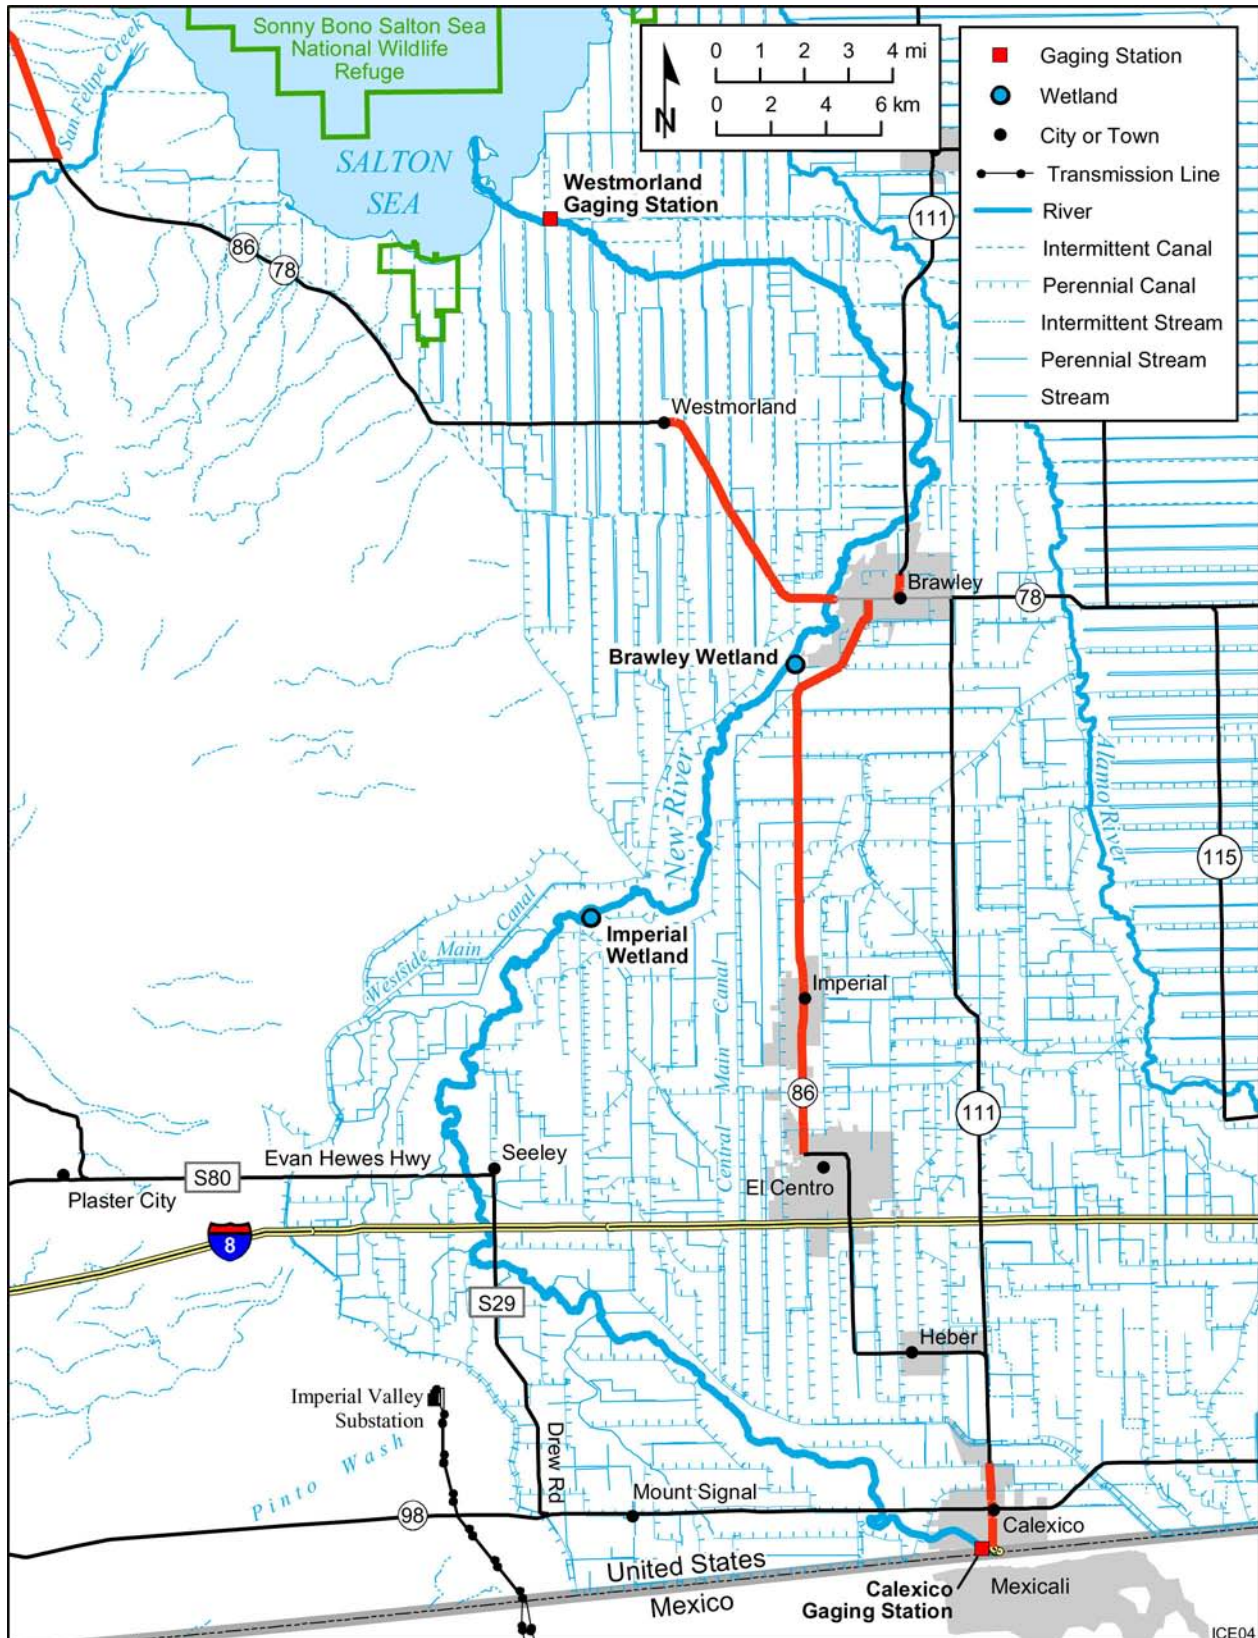 Sonny Bono Salton Sea
National Wildlife
Refuge
San Felipe Creek
SALTON
SEA
0 1 2 3 4 mi
0 2 4 6 km
N
Gaging Station
Wetland
City or Town
Transmission Line
River
Intermittent Canal
Perennial Canal
Intermittent Stream
Perennial Stream
Stream
Westmorland
Gaging Station
111
86
78
Westmorland
Brawley
78
Brawley Wetland
New River
Alamo River
115
Westside Main Canal
Imperial
Wetland
Central Main Canal
Imperial
86
111
Evan Hewes Hwy
Seeley
S80
Plaster City
El Centro
8
S29
Heber
Imperial Valley
Substation
Pinto Wash
Drew Rd
Mount Signal
98
Calexico
United States
Mexico
Calexico
Gaging Station
Mexicali
ICE04